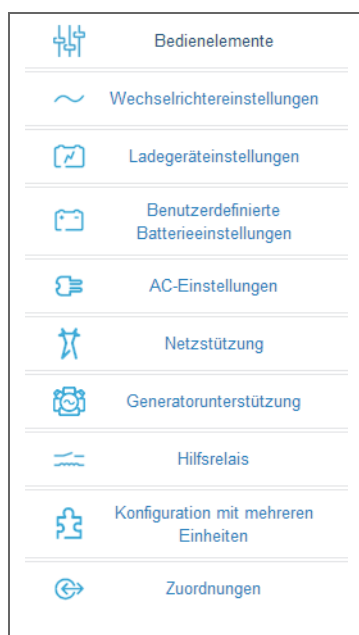 Bedienelemente
Wechselrichtereinstellungen
Ladegeräteinstellungen
Benutzerdefinierte
Batterieeinstellungen
AC-Einstellungen
Netzstützung
Generatorunterstützung
Hilfsrelais
Konfiguration mit mehreren
Einheiten
Zuordnungen